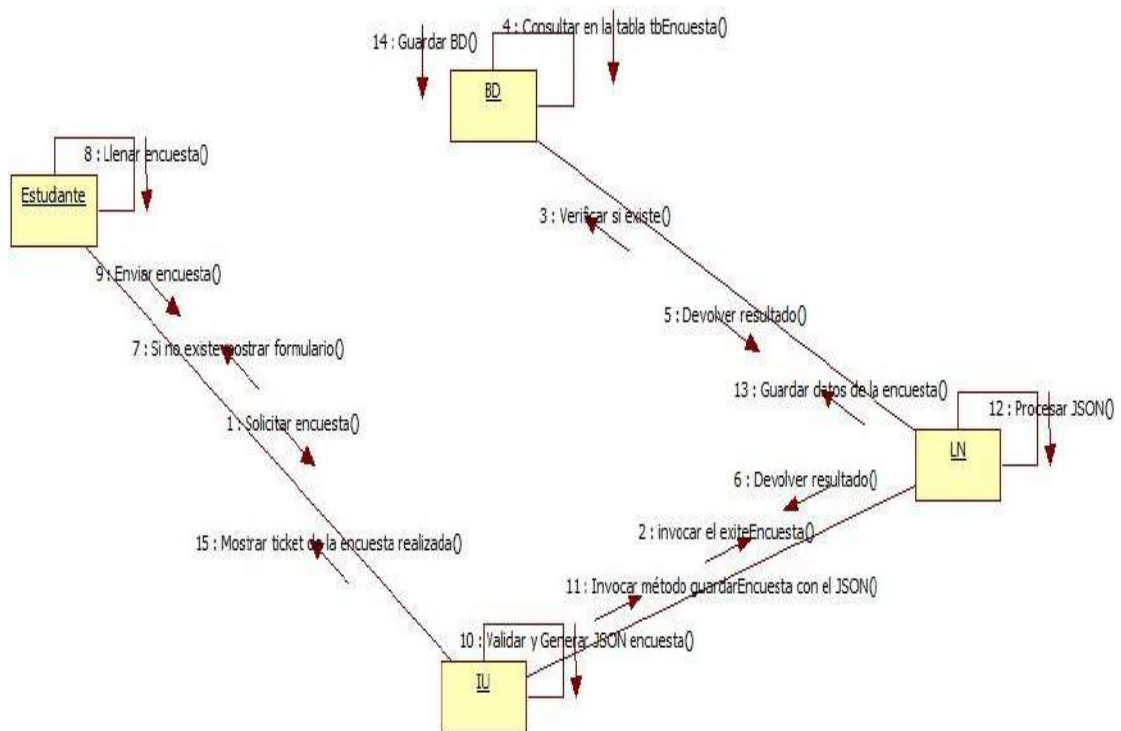 4 : Consultar en la tabla tbEncuesta()
14 : Guardar BD()
BD
8 : Llenar encuesta()
Estudante
3 : Verificar si existe()
9 : Enviar encuesta()
5 : Devolver resultado()
7 : Si no existe mostrar formulario()
13 : Guardar datos de la encuesta()
12 : Procesar JSON()
1 : Solicitar encuesta()
LN
6 : Devolver resultado()
2 : invocar el exiteEncuesta()
15 : Mostrar ticket de la encuesta realizada()
11 : Invocar método guardarEncuesta con el JSON()
10 : Validar y Generar JSON encuesta()
IU